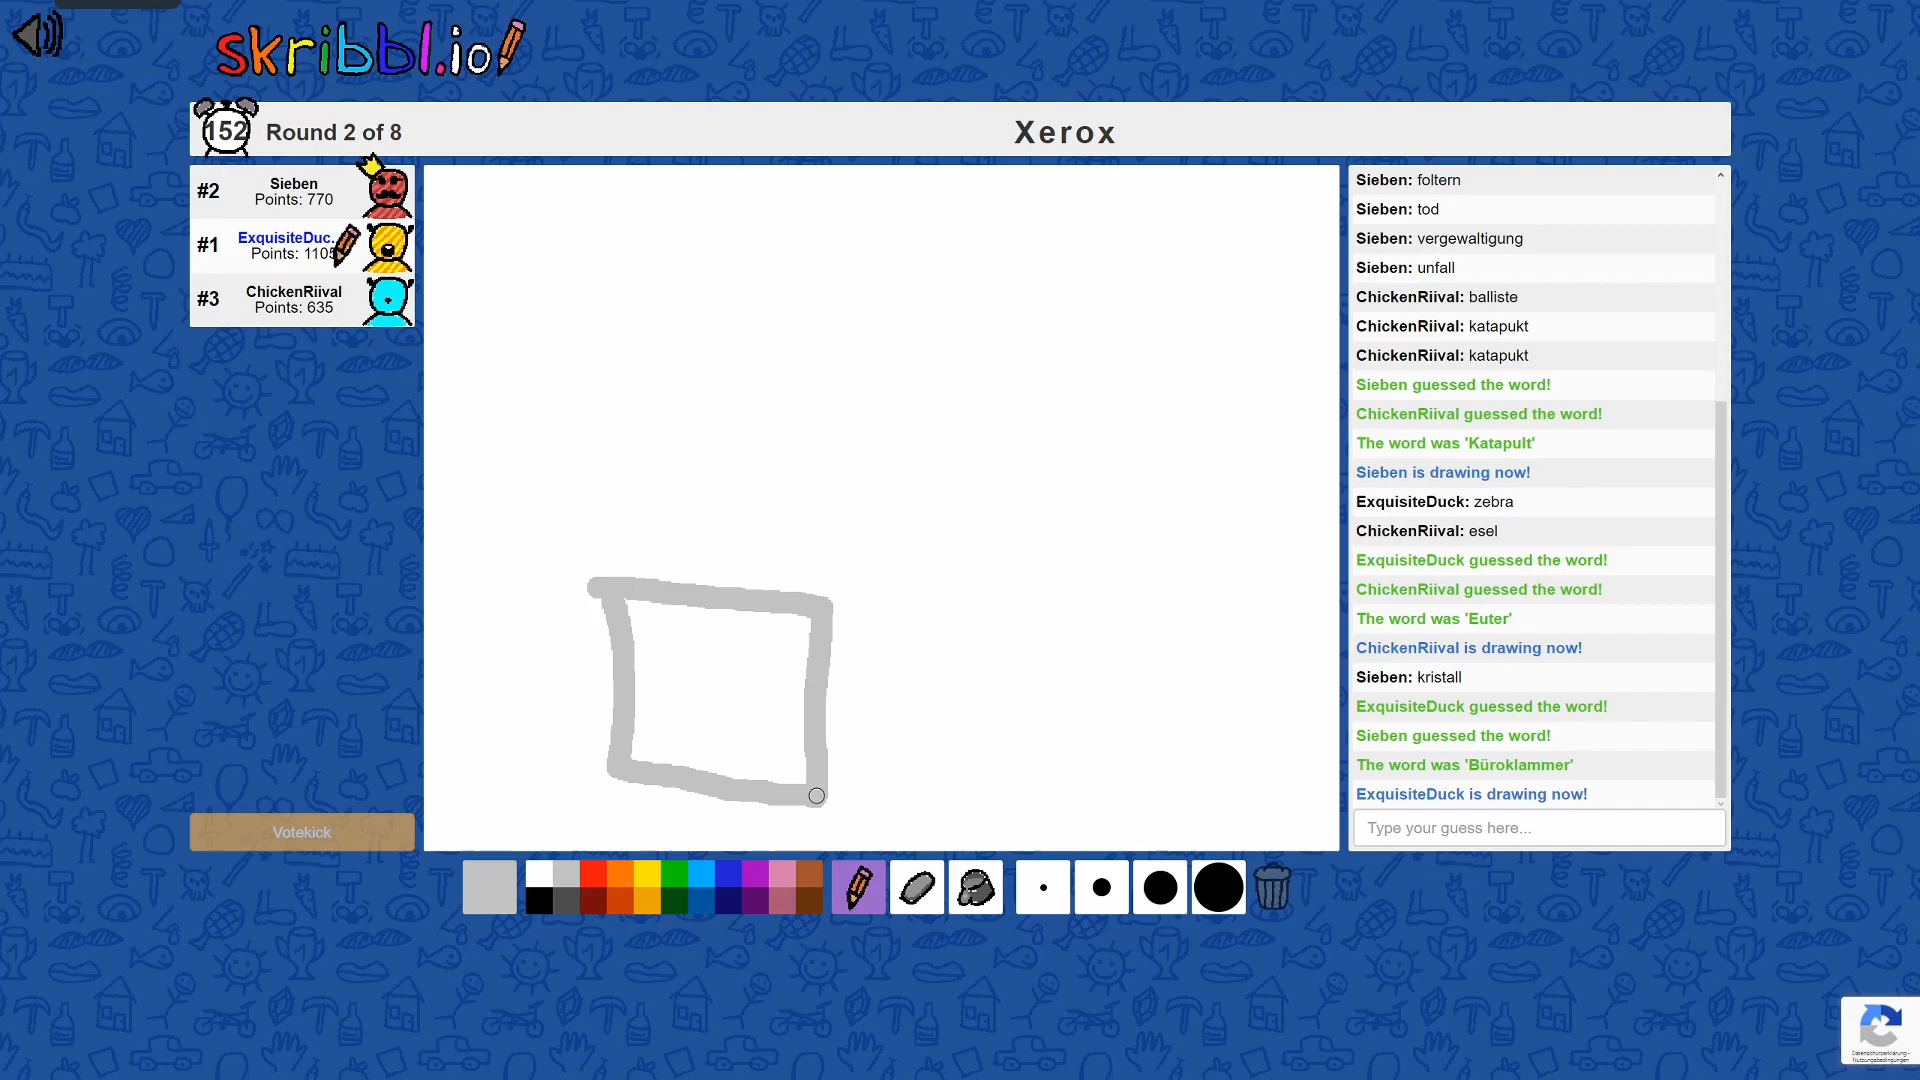 skribbl.io
152
Round 2 of 8
Xerox
#2
Sieben
Points: 770
#1
ExquisiteDuc...
Points: 1105
#3
ChickenRiival
Points: 635
Votekick
Sieben: foltern
Sieben: tod
Sieben: vergewaltigung
Sieben: unfall
ChickenRiival: balliste
ChickenRiival: katapukt
ChickenRiival: katapukt
Sieben guessed the word!
ChickenRiival guessed the word!
The word was 'Katapult'
Sieben is drawing now!
ExquisiteDuck: zebra
ChickenRiival: esel
ExquisiteDuck guessed the word!
ChickenRiival guessed the word!
The word was 'Euter'
ChickenRiival is drawing now!
Sieben: kristall
ExquisiteDuck guessed the word!
Sieben guessed the word!
The word was 'Büroklammer'
ExquisiteDuck is drawing now!
Type your guess here...
Datenschutzerklärung -
Nutzungsbedingungen